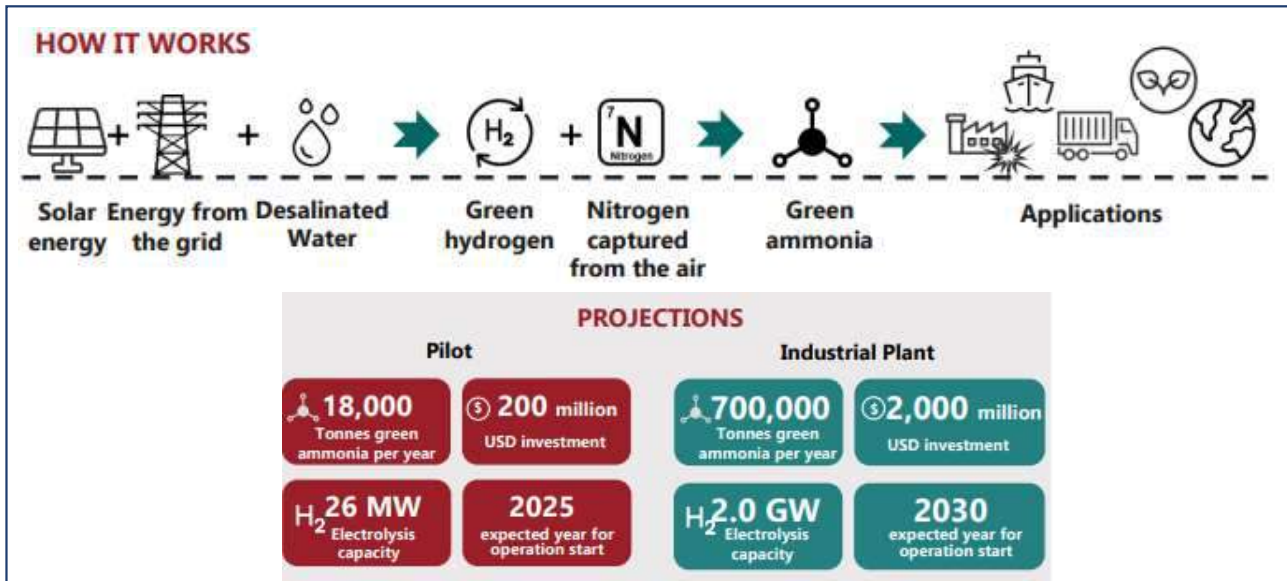 HOW IT WORKS
H2
7
N
Nitrogen
Solar
energy
Energy from
the grid
Desalinated
Water
Green
hydrogen
Nitrogen
captured
from the air
Green
ammonia
Applications
PROJECTIONS
Pilot
18,000
Tonnes green
ammonia per year
200 million
USD investment
H2 26 MW
Electrolysis
capacity
2025
expected year for
operation start
Industrial Plant
700,000
Tonnes green
ammonia per year
2,000 million
USD investment
H2 2.0 GW
Electrolysis
capacity
2030
expected year for
operation start